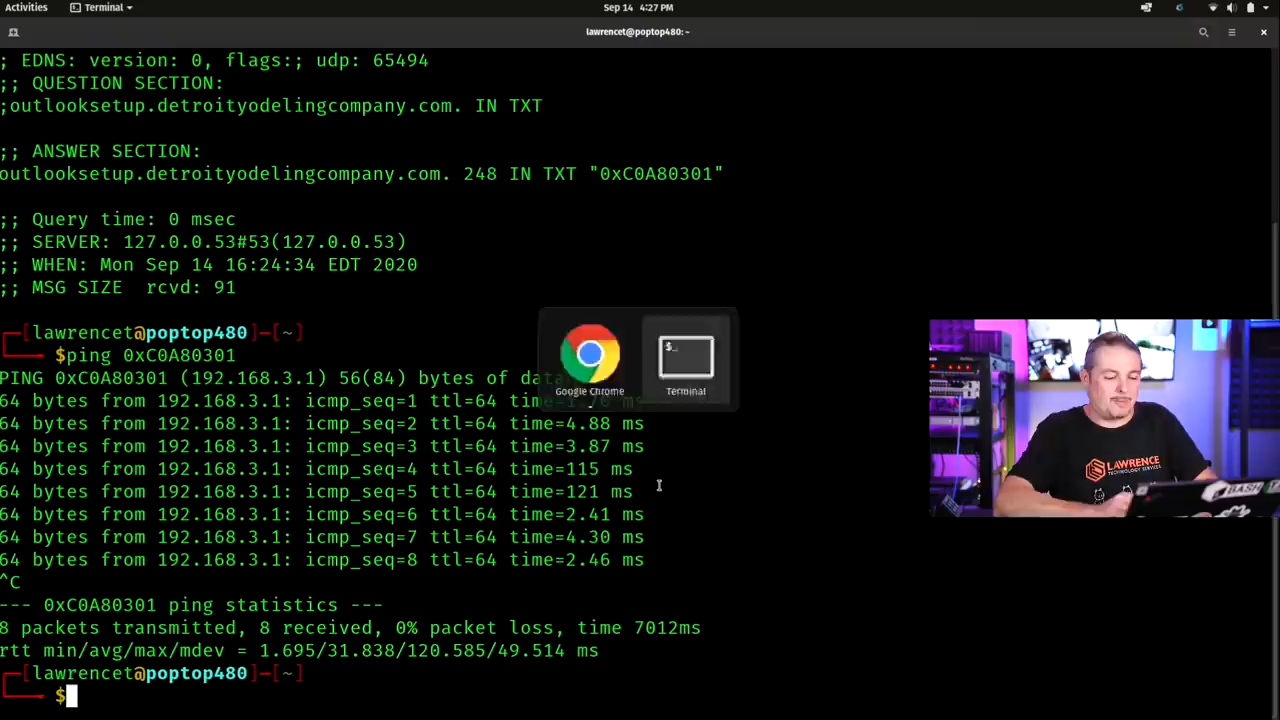 Activities Terminal Sep 14 4:27 PM
lawrencet@poptop480: ~
; EDNS: version: 0, flags:; udp: 65494
;; QUESTION SECTION:
;outlooksetup.detroityodelingcompany.com. IN TXT
;; ANSWER SECTION:
outlooksetup.detroityodelingcompany.com. 248 IN TXT "0xC0A80301"
;; Query time: 0 msec
;; SERVER: 127.0.0.53#53(127.0.0.53)
;; WHEN: Mon Sep 14 16:24:34 EDT 2020
;; MSG SIZE rcvd: 91
[lawrencet@poptop480]─[~]
$ping 0xC0A80301
PING 0xC0A80301 (192.168.3.1) 56(84) bytes of data
64 bytes from 192.168.3.1: icmp_seq=1 ttl=64 ms
64 bytes from 192.168.3.1: icmp_seq=2 ttl=64 time=4.88 ms
64 bytes from 192.168.3.1: icmp_seq=3 ttl=64 time=3.87 ms
64 bytes from 192.168.3.1: icmp_seq=4 ttl=64 time=115 ms
64 bytes from 192.168.3.1: icmp_seq=5 ttl=64 time=121 ms
64 bytes from 192.168.3.1: icmp_seq=6 ttl=64 time=2.41 ms
64 bytes from 192.168.3.1: icmp_seq=7 ttl=64 time=4.30 ms
64 bytes from 192.168.3.1: icmp_seq=8 ttl=64 time=2.46 ms
^C
--- 0xC0A80301 ping statistics ---
8 packets transmitted, 8 received, 0% packet loss, time 7012ms
rtt min/avg/max/mdev = 1.695/31.838/120.585/49.514 ms
[lawrencet@poptop480]─[~]
$
Google Chrome
$_
Terminal
LAWRENCE
TECHNOLOGY SERVICES
BASH